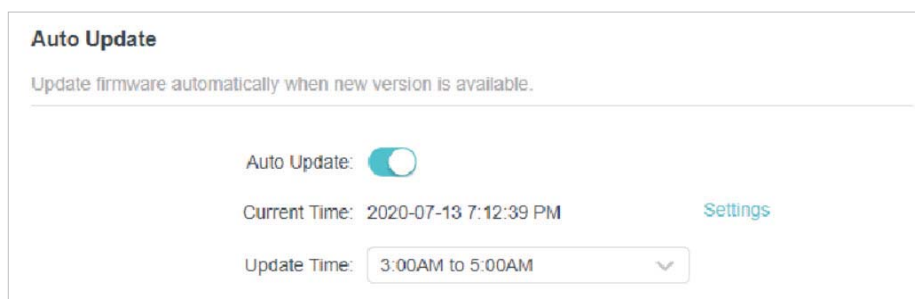 Auto Update
Update firmware automatically when new version is available.
Auto Update:
Current Time: 2020-07-13 7:12:39 PM Settings
Update Time: 3:00AM to 5:00AM